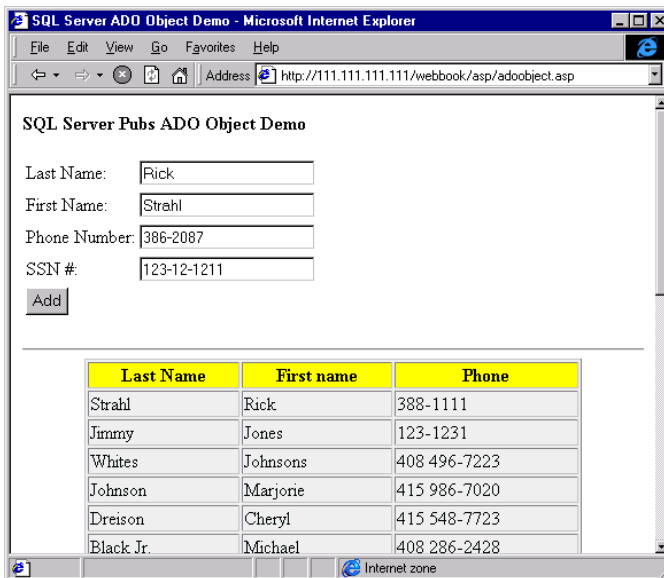 SQL Server ADO Object Demo - Microsoft Internet Explorer
File Edit View Go Favorites Help
Address http://111.111.111.111/webbook/asp/adoobject.asp
SQL Server Pubs ADO Object Demo
Last Name: Rick
First Name: Strahl
Phone Number: 386-2087
SSN #: 123-12-1211
Add
Last Name First name Phone
Strahl Rick 388-1111
Jimmy Jones 123-1231
Whites Johnsons 408 496-7223
Johnson Marjorie 415 986-7020
Dreison Cheryl 415 548-7723
Black Jr. Michael 408 286-2428
Internet zone